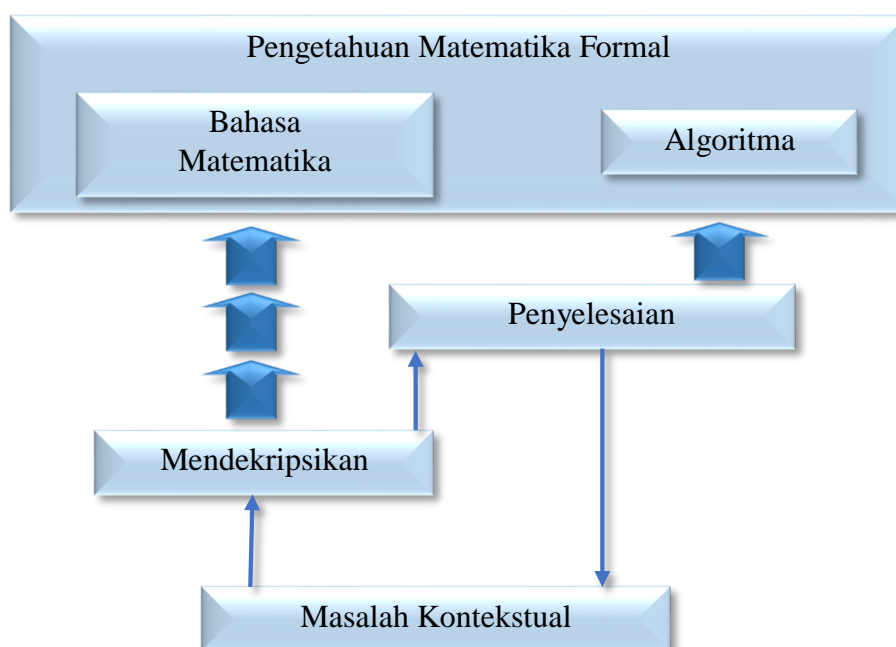 Pengetahuan Matematika Formal
Bahasa
Matematika
Algoritma
Penyelesaian
Mendekripsikan
Masalah Kontekstual